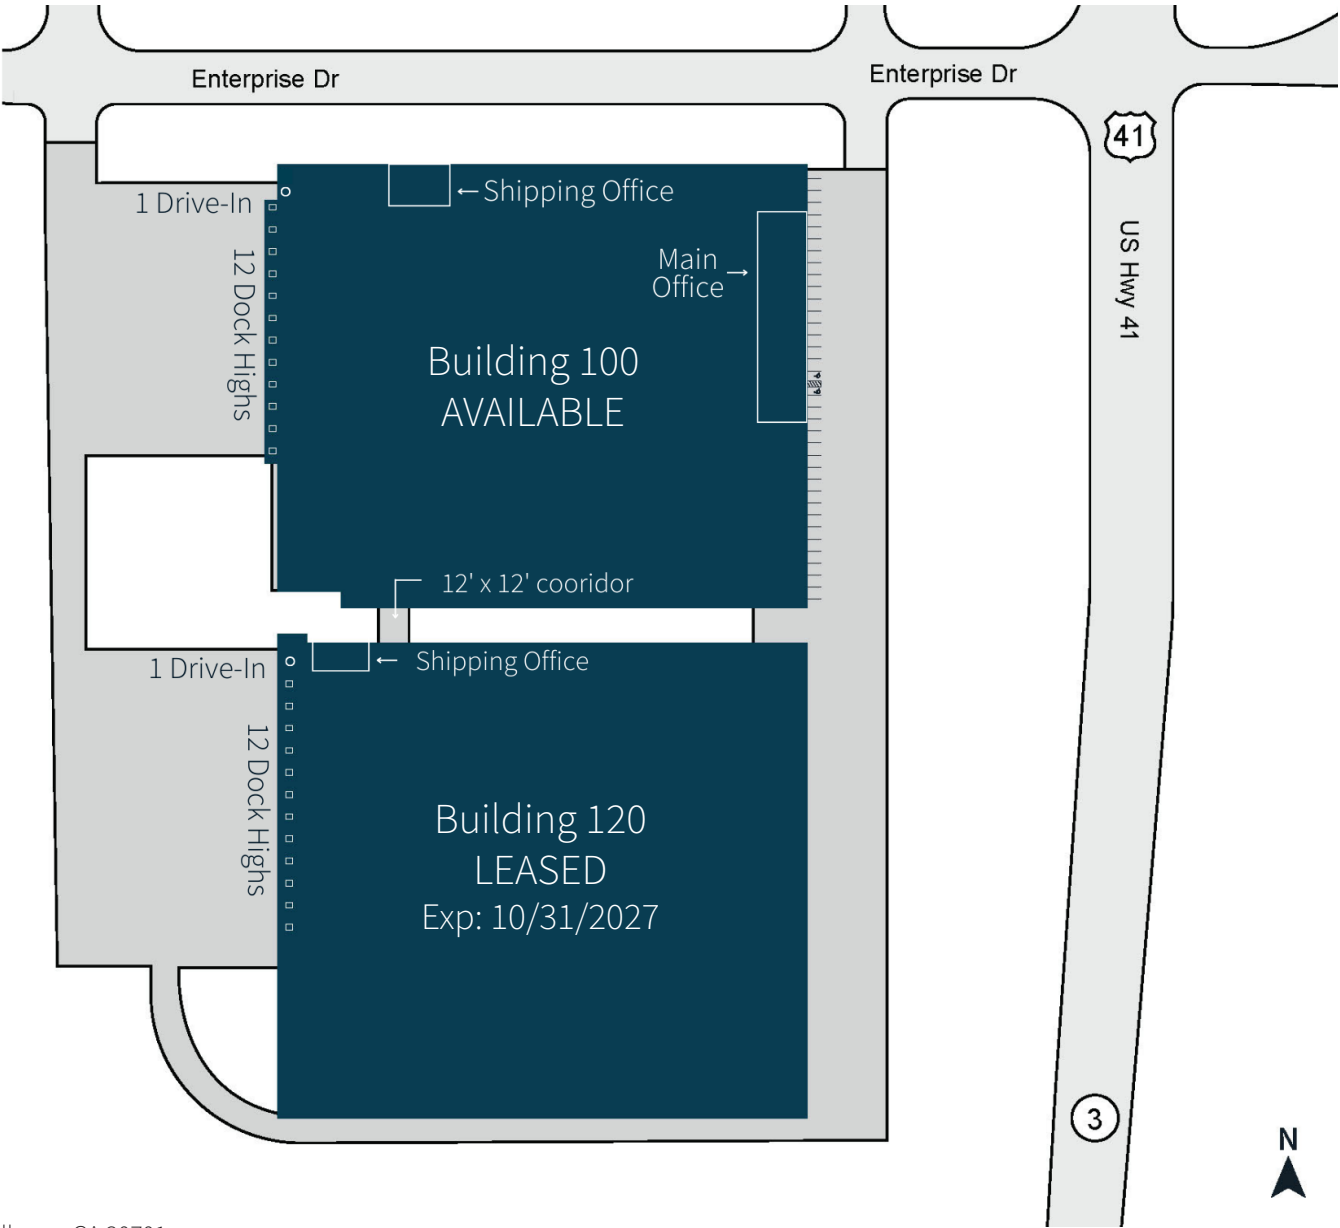 Enterprise Dr
Enterprise Dr
41
US Hwy 41
1 Drive-In
← Shipping Office
12 Dock Highs
Main →
Office
Building 100
AVAILABLE
12' x 12' cooridor
1 Drive-In
← Shipping Office
12 Dock Highs
Building 120
LEASED
Exp: 10/31/2027
3
N